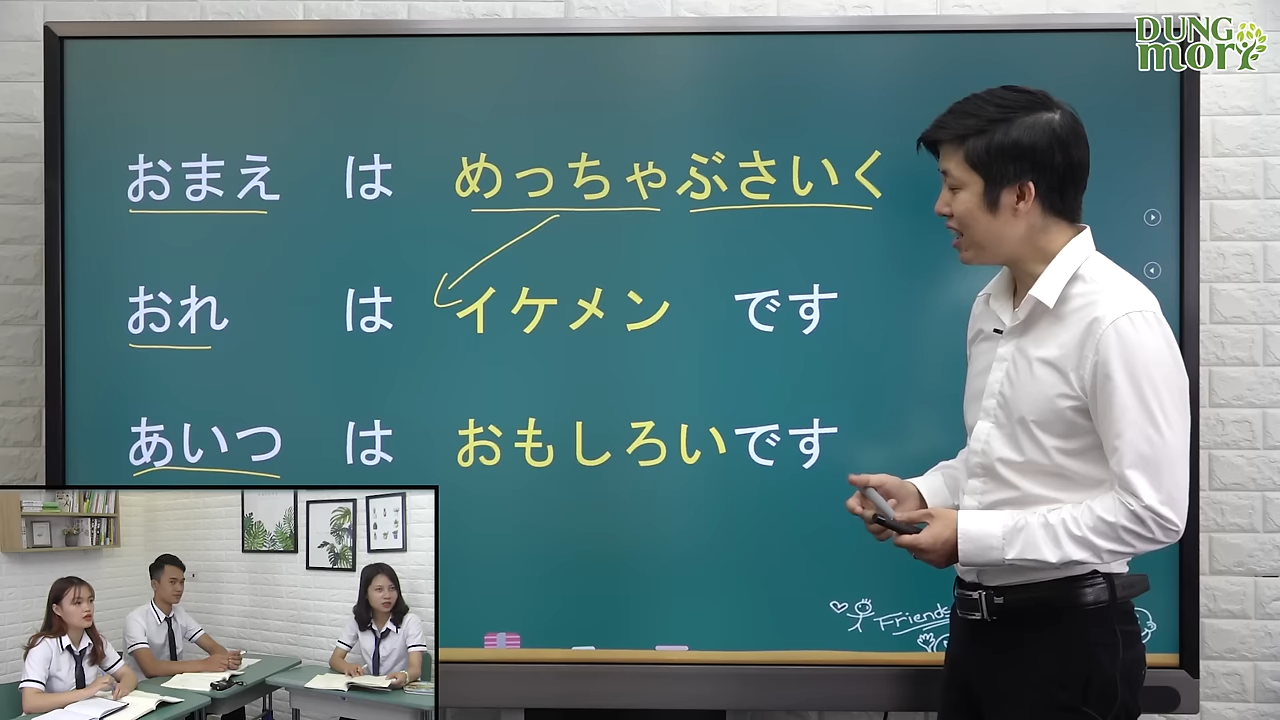 DUNG
mori
おまえ は めっちゃぶさいく
おれ は イケメン です
あいつ は おもしろいです
Friends